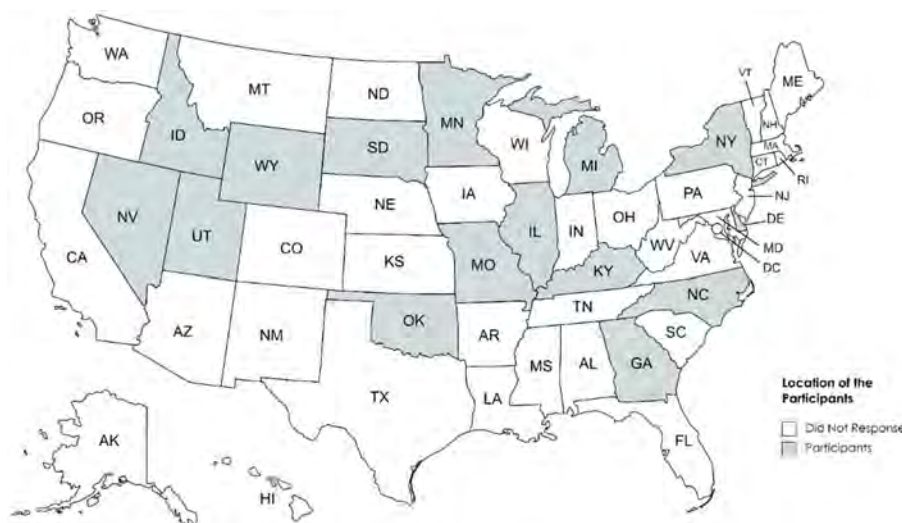 WA
MT
ND
MN
OR
ID
WY
SD
WI
MI
NY
VT
ME
NH
MA
CT
RI
NV
UT
CO
NE
IA
IL
IN
OH
PA
NJ
DE
MD
DC
CA
KS
MO
KY
WV
VA
AZ
NM
OK
AR
TN
NC
SC
TX
LA
MS
AL
GA
FL
AK
HI
Location of the
Participants
Did Not Response
Participants